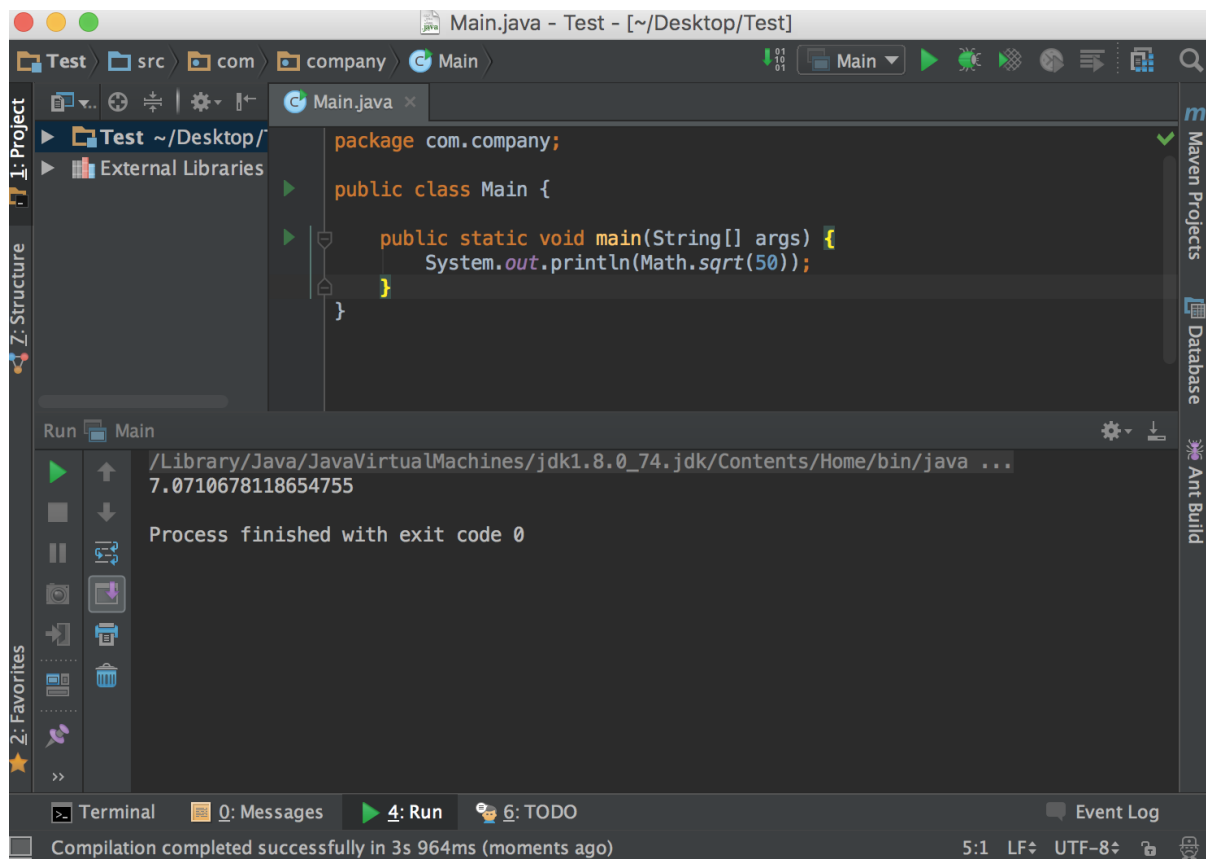 Main.java - Test - [~/Desktop/Test]
Test src com company Main Main
1: Project
7: Structure
2: Favorites
Test ~/Desktop/
External Libraries
Main.java
package com.company;
public class Main {
public static void main(String[] args) {
System.out.println(Math.sqrt(50));
}
}
Maven Projects
Database
Ant Build
Run Main
/Library/Java/JavaVirtualMachines/jdk1.8.0_74.jdk/Contents/Home/bin/java ...
7.0710678118654755
Process finished with exit code 0
Terminal 0: Messages 4: Run 6: TODO Event Log
Compilation completed successfully in 3s 964ms (moments ago) 5:1 LF UTF-8